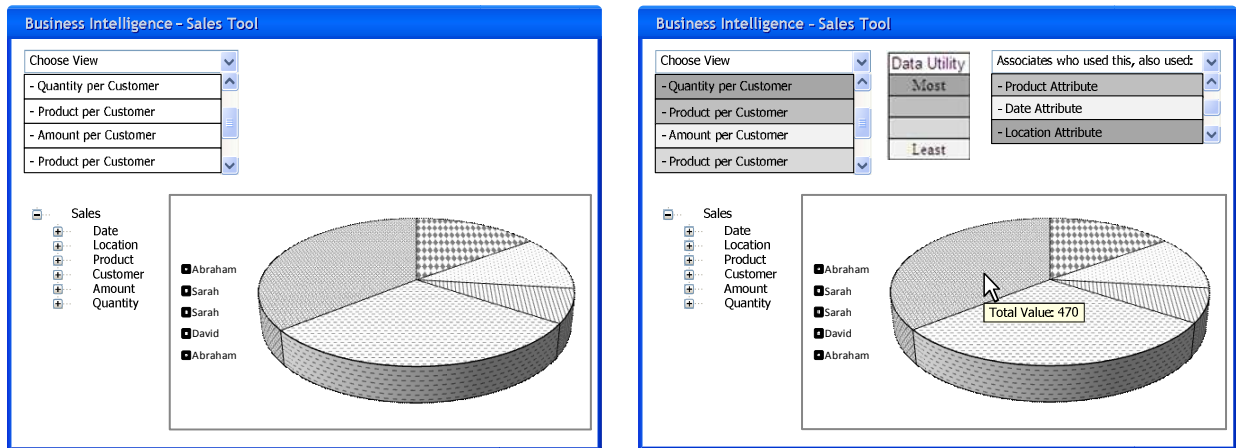 Business Intelligence – Sales Tool
Choose View
- Quantity per Customer
- Product per Customer
- Amount per Customer
- Product per Customer
Sales
Date
Location
Product
Customer
Amount
Quantity
Abraham
Sarah
Sarah
David
Abraham
Business Intelligence – Sales Tool
Choose View
- Quantity per Customer
- Product per Customer
- Amount per Customer
- Product per Customer
Data Utility
Most
Least
Associates who used this, also used:
- Product Attribute
- Date Attribute
- Location Attribute
Sales
Date
Location
Product
Customer
Amount
Quantity
Abraham
Sarah
Sarah
David
Abraham
Total Value: 470